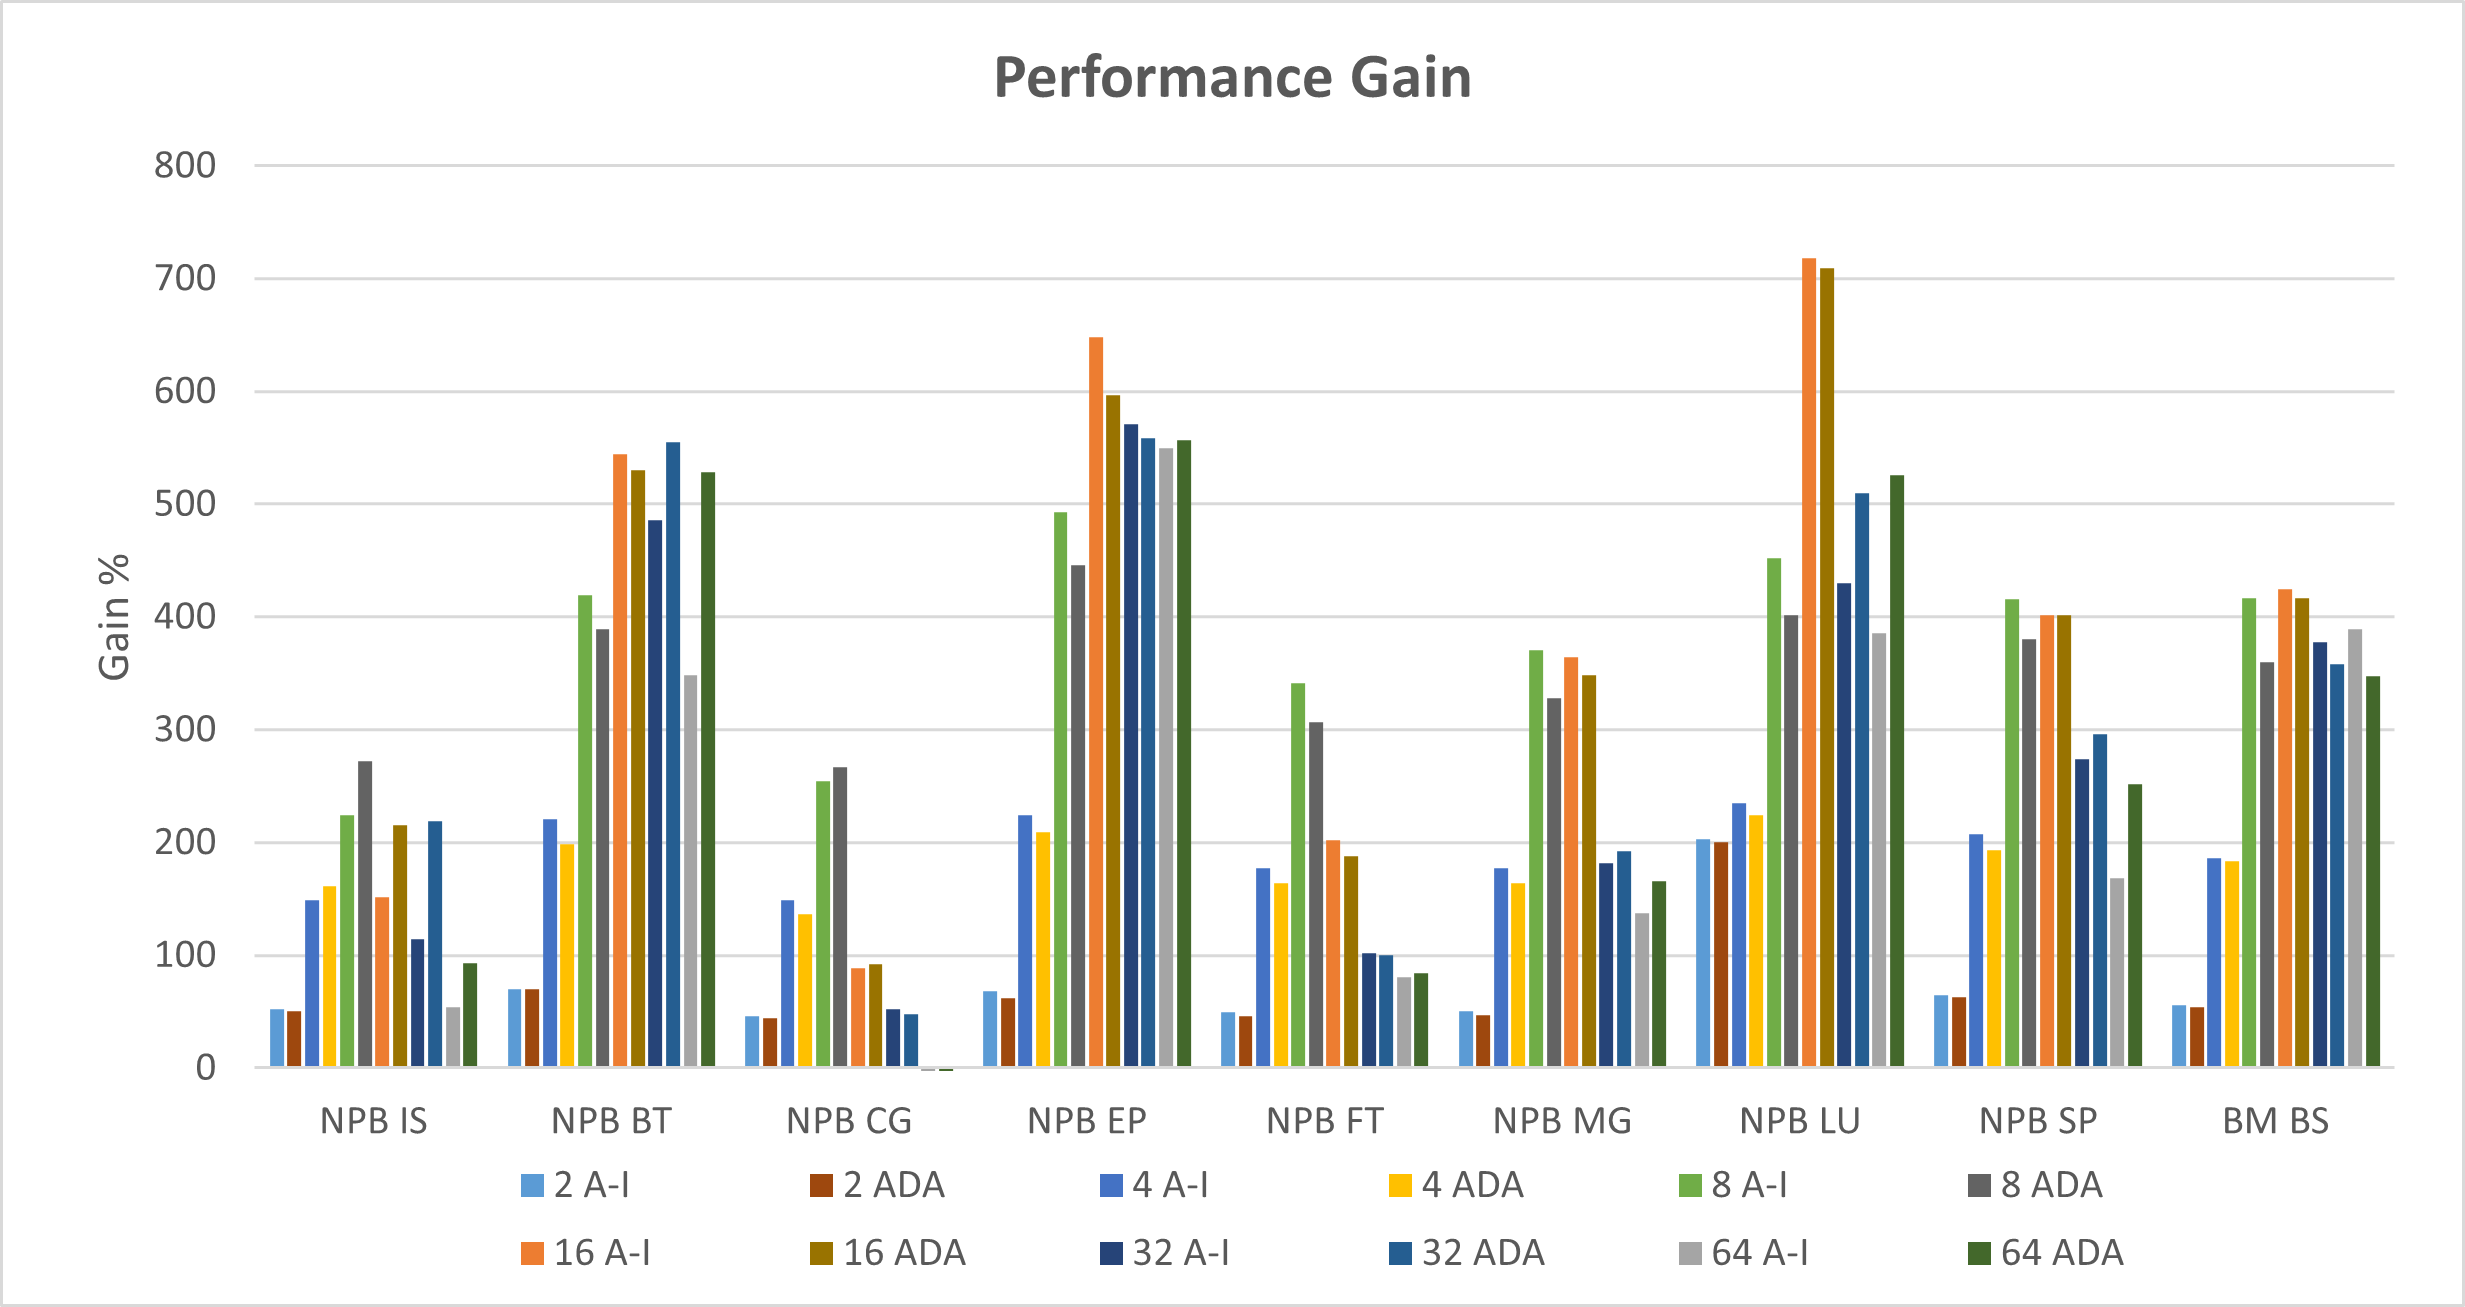 Performance Gain
800
700
600
500
400
300
200
100
0
Gain %
NPB IS NPB BT NPB CG NPB EP NPB FT NPB MG NPB LU NPB SP BM BS
2 A-I 2 ADA 4 A-I 4 ADA 8 A-I 8 ADA
16 A-I 16 ADA 32 A-I 32 ADA 64 A-I 64 ADA